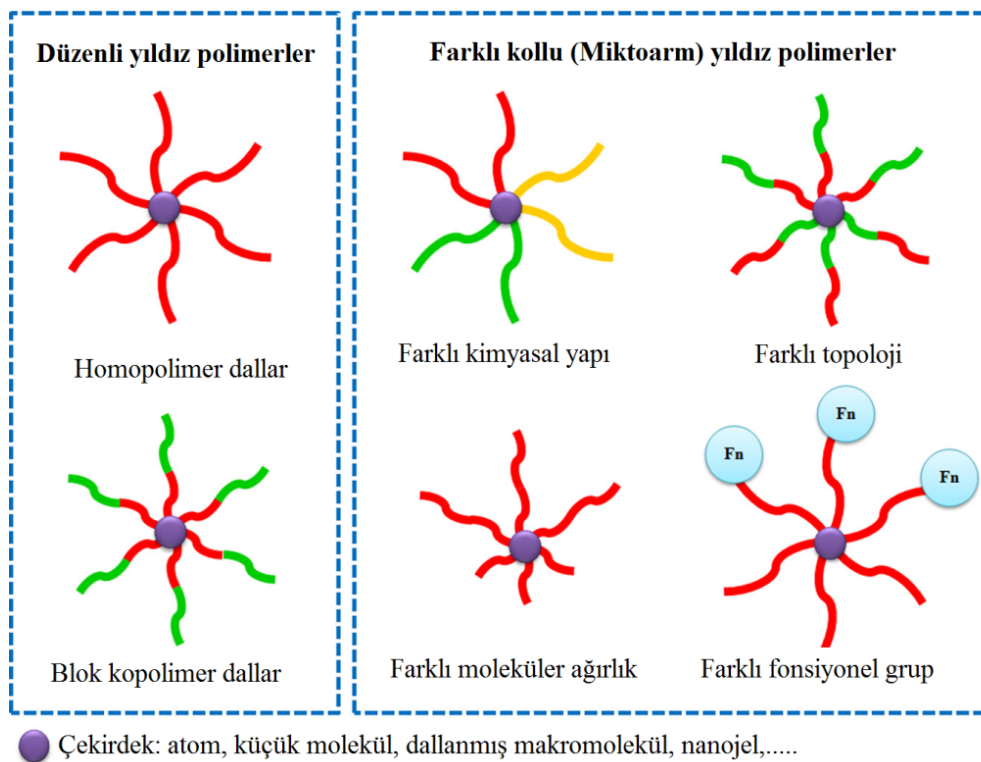 Düzenli yıldız polimerler
Homopolimer dallar
Blok kopolimer dallar
Farklı kollu (Miktoarm) yıldız polimerler
Farklı kimyasal yapı
Farklı topoloji
Fn
Fn
Fn
Farklı moleküler ağırlık
Farklı fonsiyonel grup
Çekirdek: atom, küçük molekül, dallanmış makromolekül, nanojel,.....